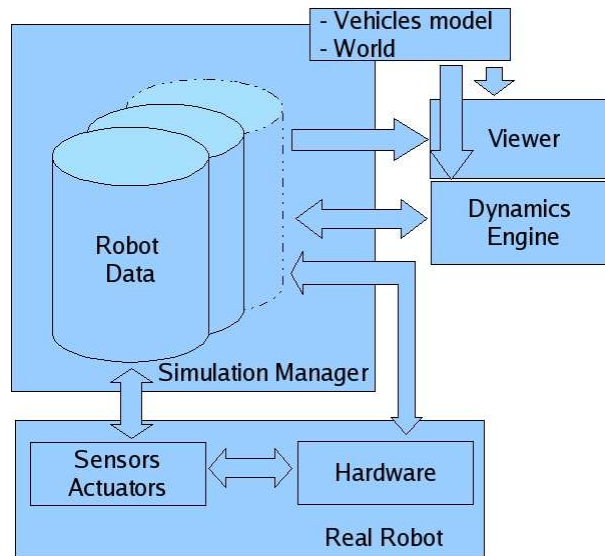 - Vehicles model
- World
Viewer
Dynamics
Engine
Robot
Data
Simulation Manager
Sensors
Actuators
Hardware
Real Robot